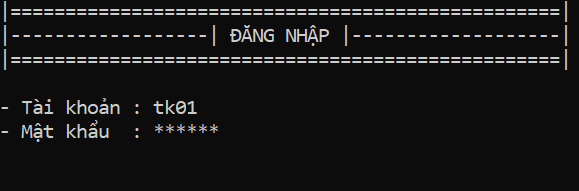 |==================================================|
|------------------| ĐĂNG NHẬP |-------------------|
|==================================================|
- Tài khoản : tk01
- Mật khẩu  : ******